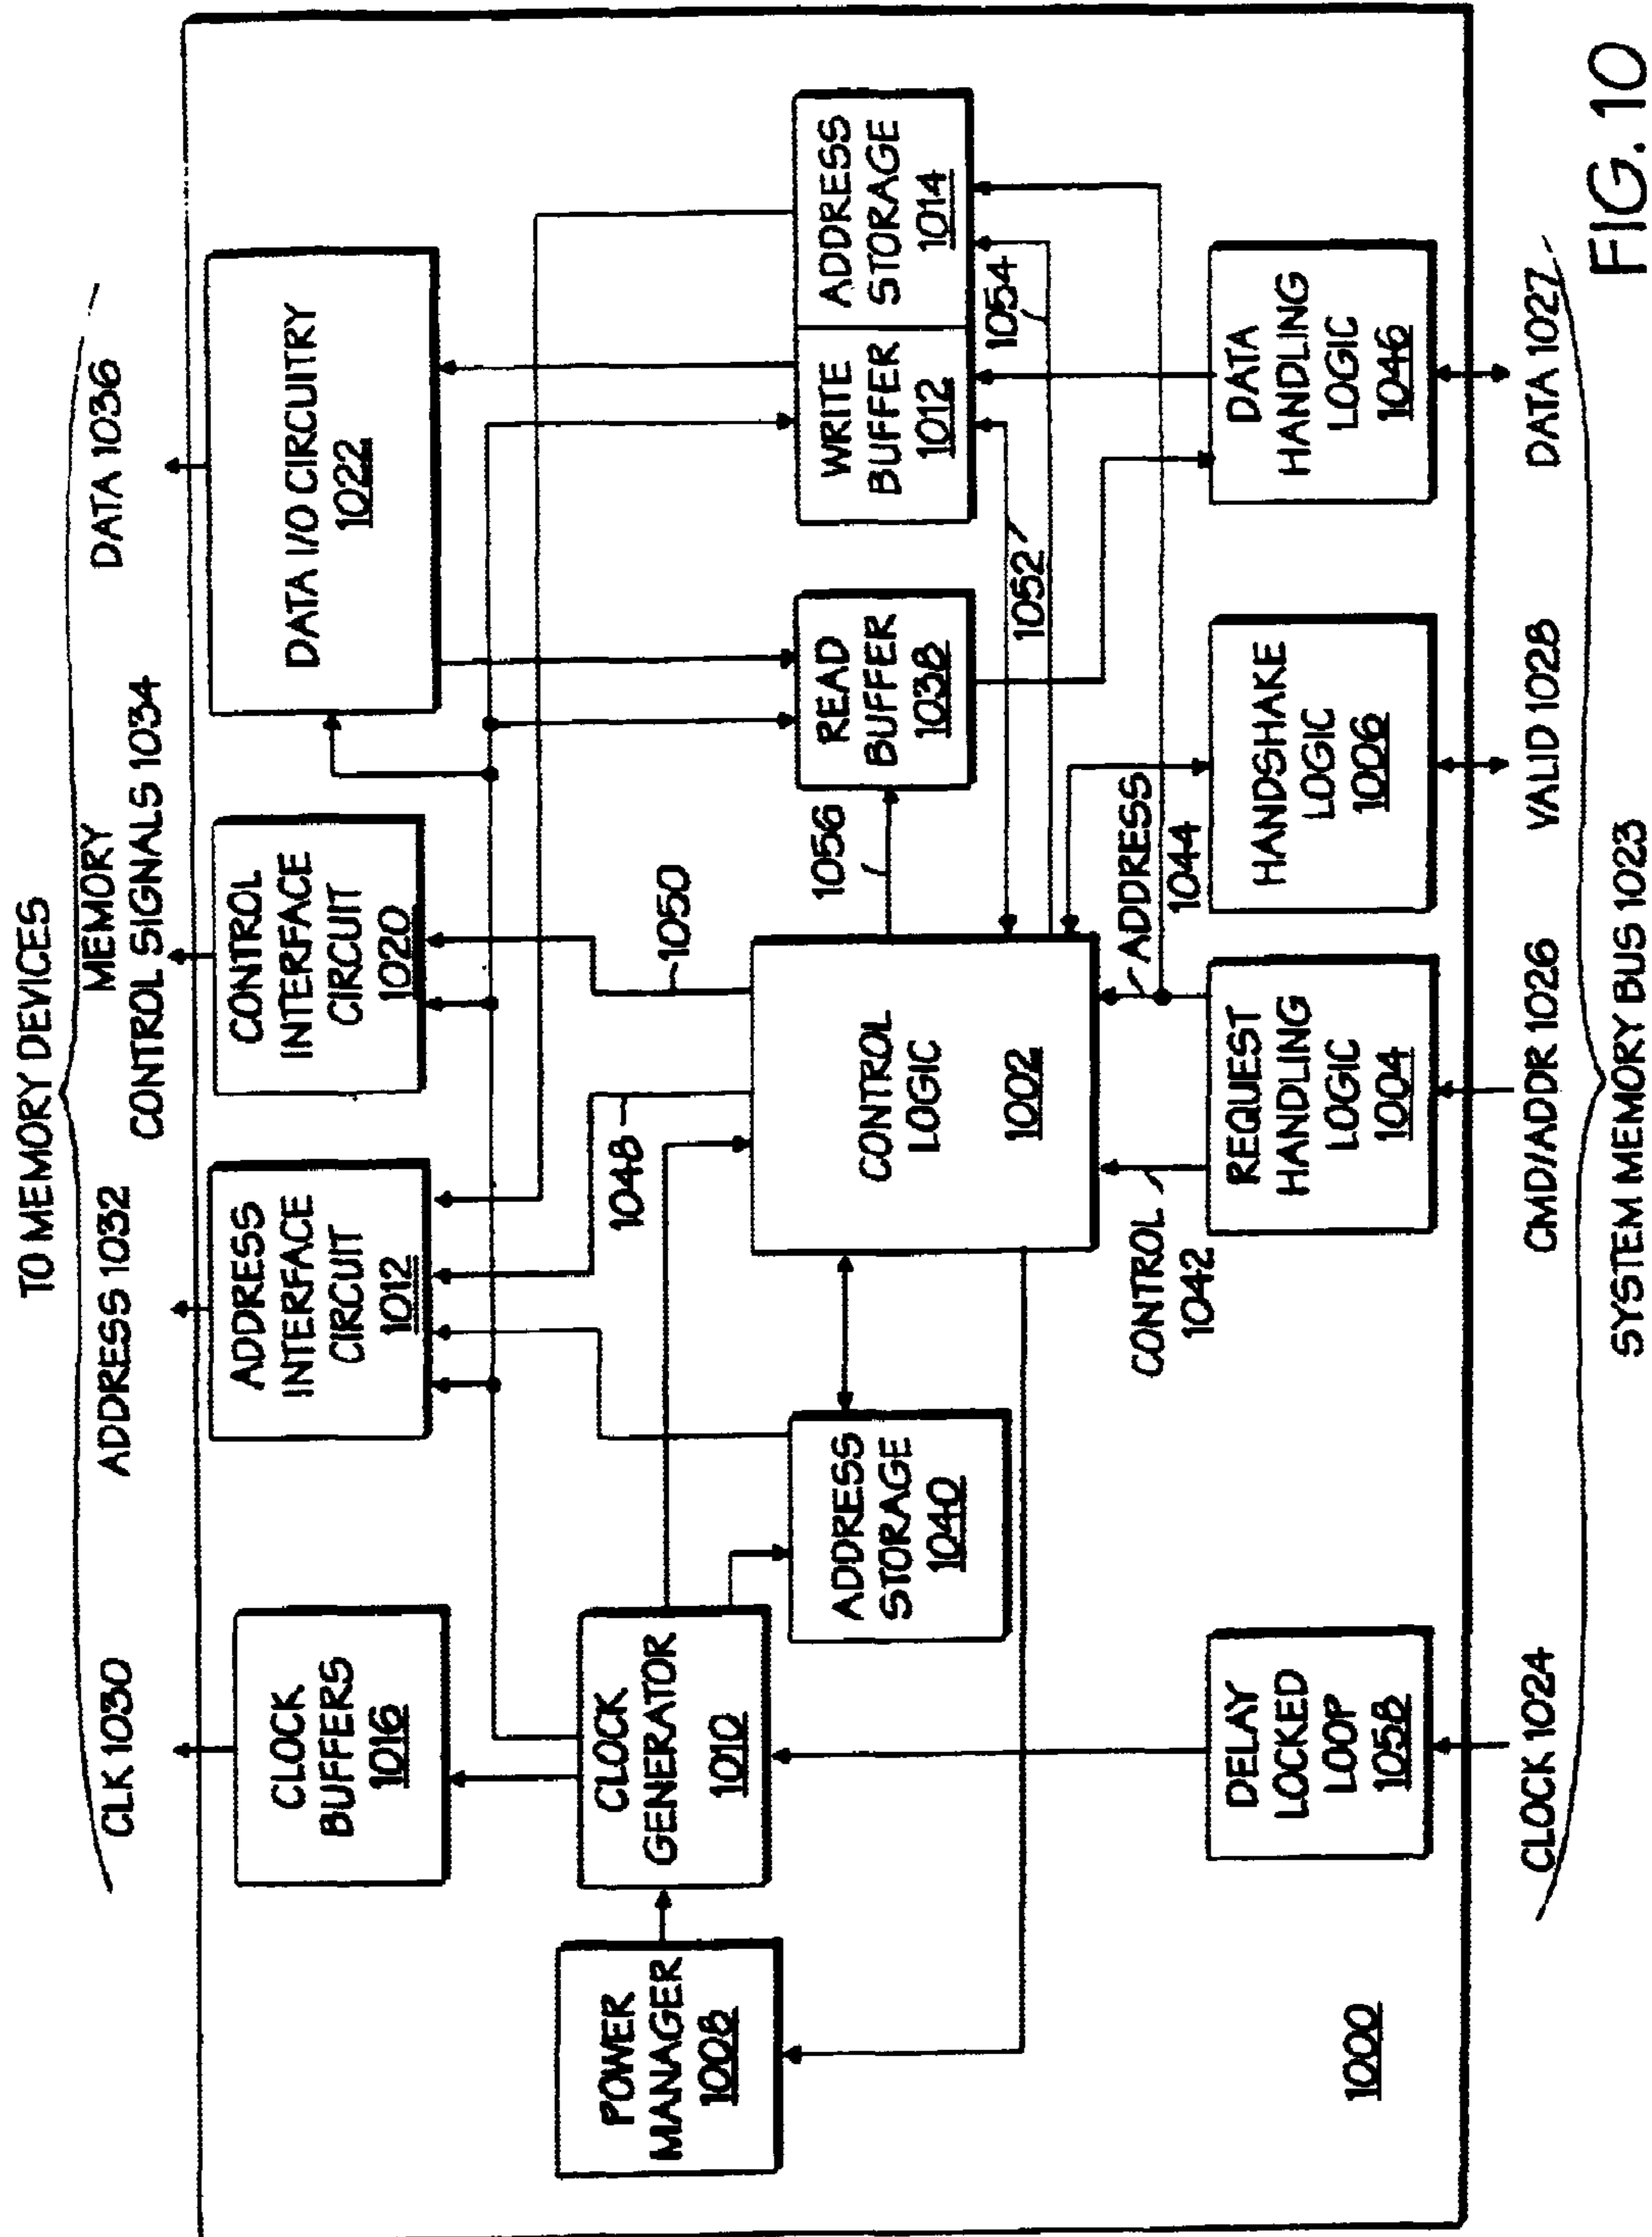 TO MEMORY DEVICES
CLK 1030
ADDRESS 1032
MEMORY
CONTROL SIGNALS 1034
DATA 1036
CLOCK
BUFFERS
1016
ADDRESS
INTERFACE
CIRCUIT
1012
CONTROL
INTERFACE
CIRCUIT
1020
DATA I/O CIRCUITRY
1022
POWER
MANAGER
1008
CLOCK
GENERATOR
1010
1048
1050
ADDRESS
STORAGE
1040
CONTROL
LOGIC
1002
1056
READ
BUFFER
1038
WRITE
BUFFER
1012
ADDRESS
STORAGE
1014
1052
1054
CONTROL
1042
ADDRESS
1044
1000
DELAY
LOCKED
LOOP
1058
REQUEST
HANDLING
LOGIC
1004
HANDSHAKE
LOGIC
1006
DATA
HANDLING
LOGIC
1046
CLOCK 1024
CMD/ADDR 1026
VALID 1028
DATA 1027
SYSTEM MEMORY BUS 1023
FIG. 10